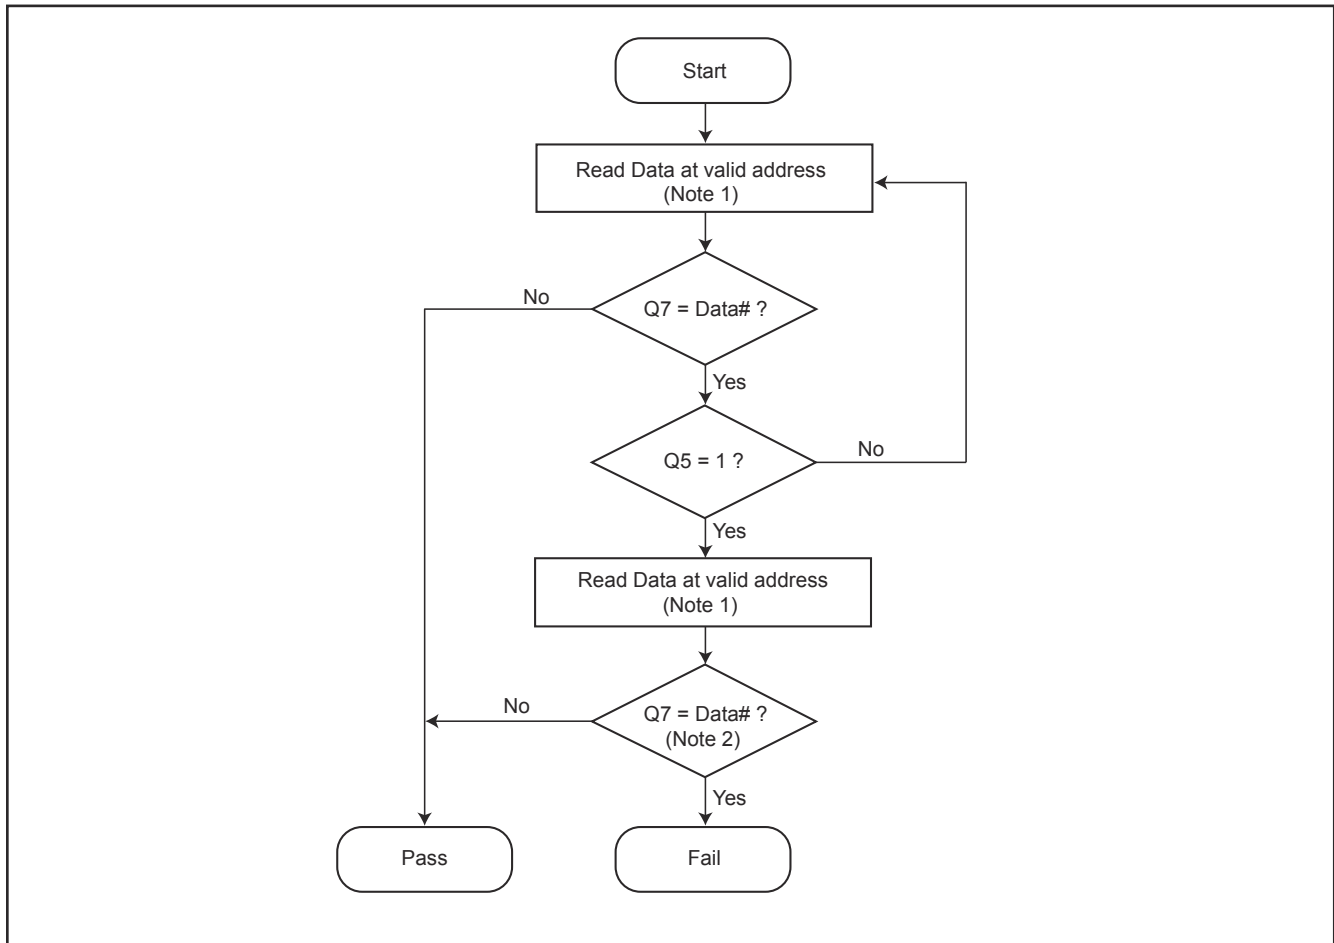 Start
Read Data at valid address
(Note 1)
No
Q7 = Data# ?
Yes
Q5 = 1 ?
No
Yes
Read Data at valid address
(Note 1)
No
Q7 = Data# ?
(Note 2)
Yes
Pass
Fail